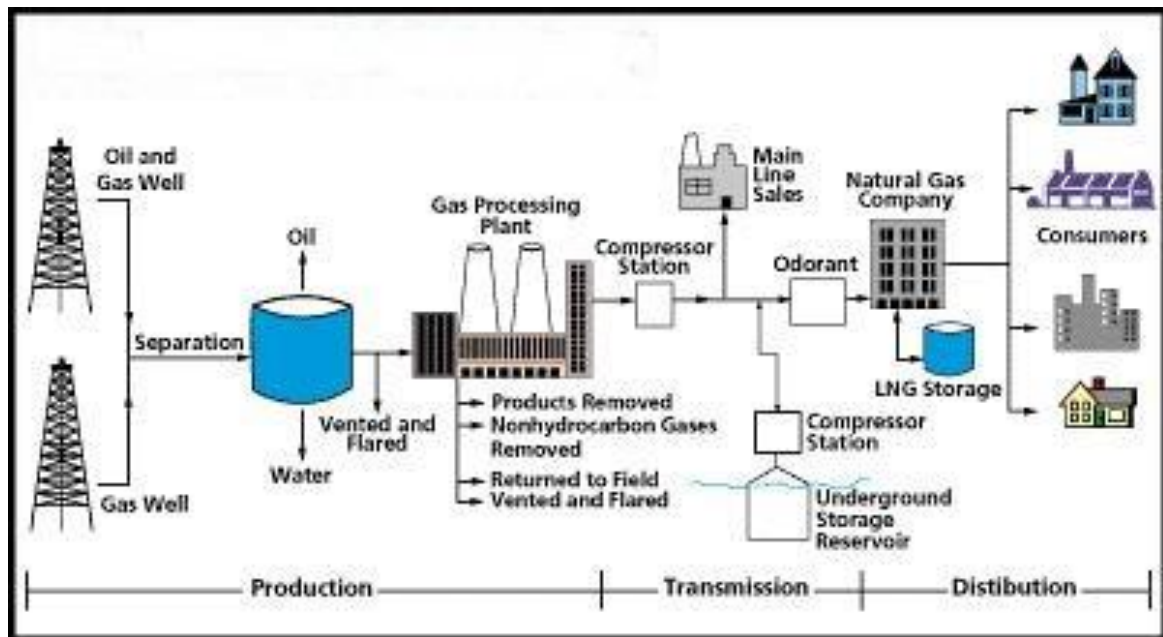 Oil and
Gas Well
Gas Well
Separation
Oil
Water
Vented and
Flared
Gas Processing
Plant
Products Removed
Nonhydrocarbon Gases
Removed
Returned to Field
Vented and Flared
Compressor
Station
Main
Line
Sales
Compressor
Station
Underground
Storage
Reservoir
Odorant
Natural Gas
Company
LNG Storage
Consumers
Production
Transmission
Distibution